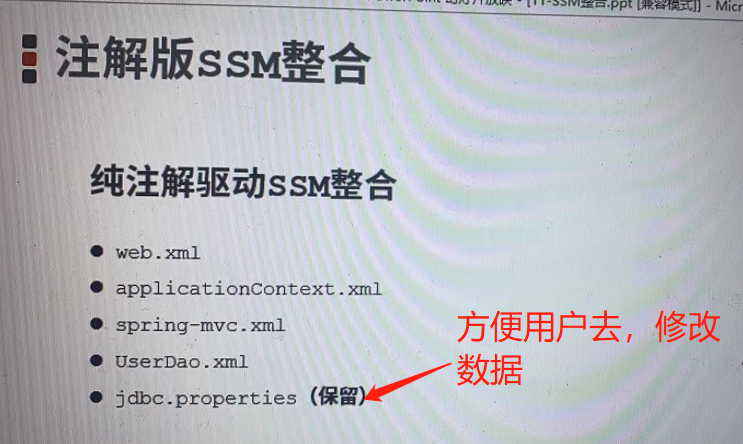 [11-SSM整合.ppt [兼容模式]] - Micr
注解版SSM整合
纯注解驱动SSM整合
web.xml
applicationContext.xml
spring-mvc.xml
UserDao.xml
jdbc.properties（保留）
方便用户去，修改
数据